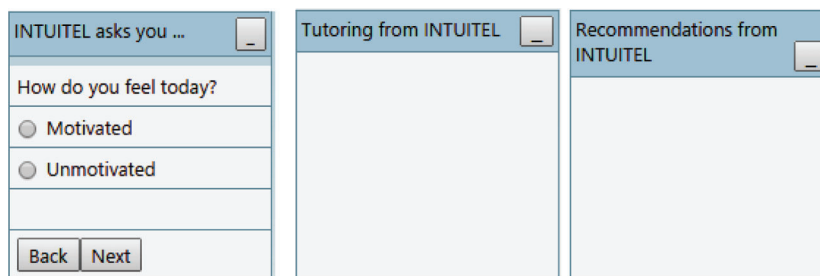 INTUITEL asks you ...
_
How do you feel today?
Motivated
Unmotivated
Back Next
Tutoring from INTUITEL
_
Recommendations from
INTUITEL
_